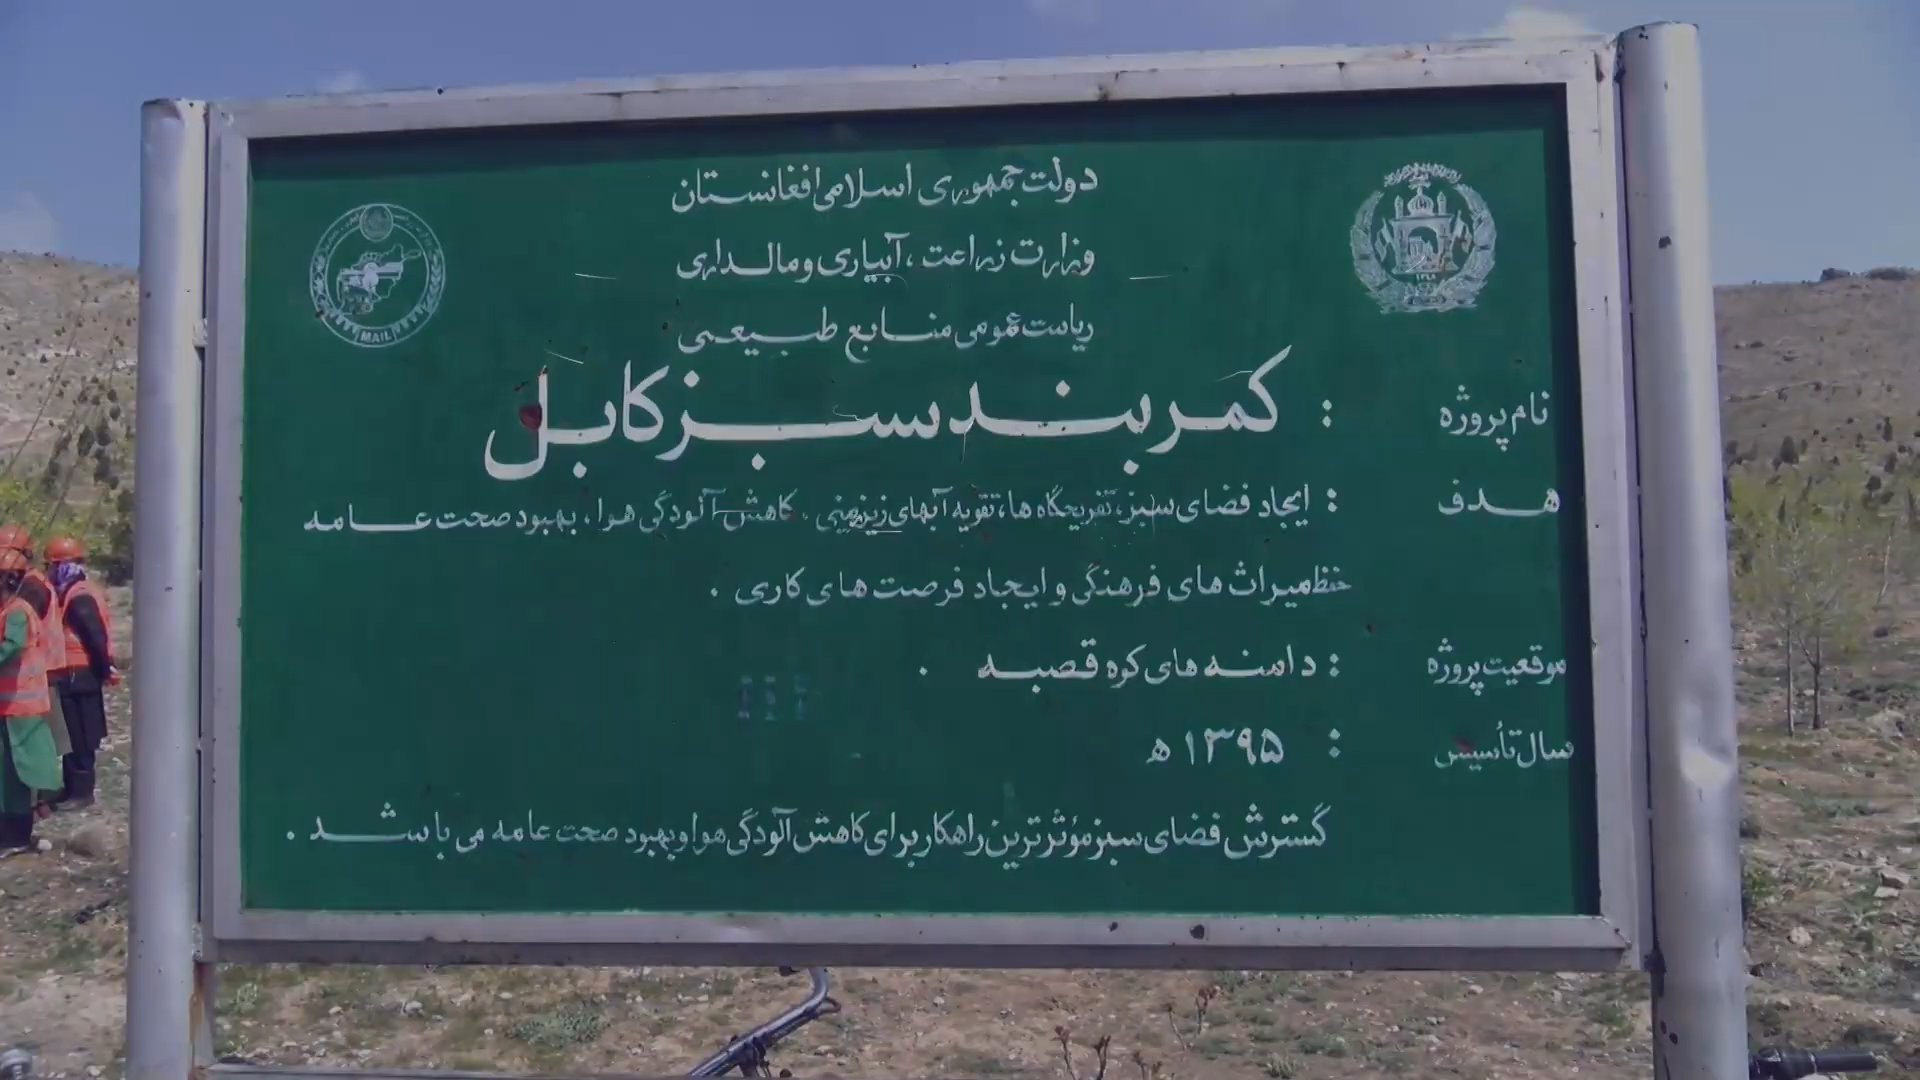 دولت جمهوری اسلامی افغانستان
وزارت زراعت، آبیاری و مالداری
ریاست عمومی منابع طبیعی
نام پروژه : کمربند سبز کابل
هدف : ایجاد فضای سبز، تفریحگاه ها، تقویه آبهای زیرزمینی، کاهش آلودگی هوا، بهبود صحت عامه
حفظ میراث های فرهنگی و ایجاد فرصت های کاری .
موقعیت پروژه : دامنه های کوه قصبه .
سال تأسیس : ۱۳۹۵ ه
گسترش فضای سبز مؤثرترین راهکار برای کاهش آلودگی هوا و بهبود صحت عامه می باشد .
MAIL